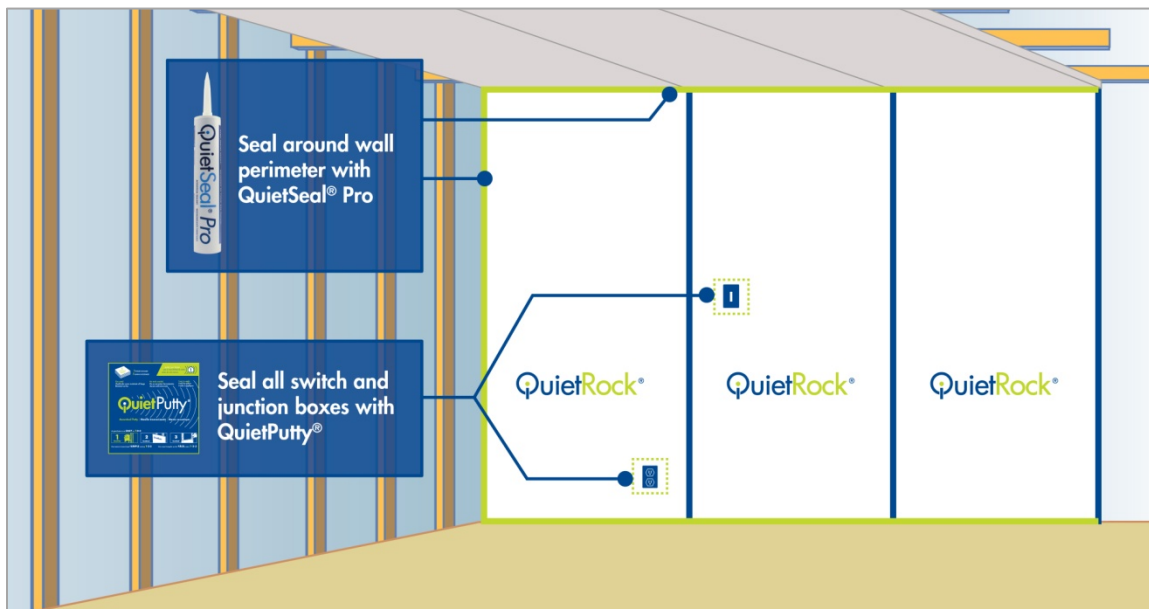 Seal around wall
perimeter with
QuietSeal® Pro
QuietSeal® Pro
Seal all switch and
junction boxes with
QuietPutty®
QuietPutty®
QuietRock®
QuietRock®
QuietRock®